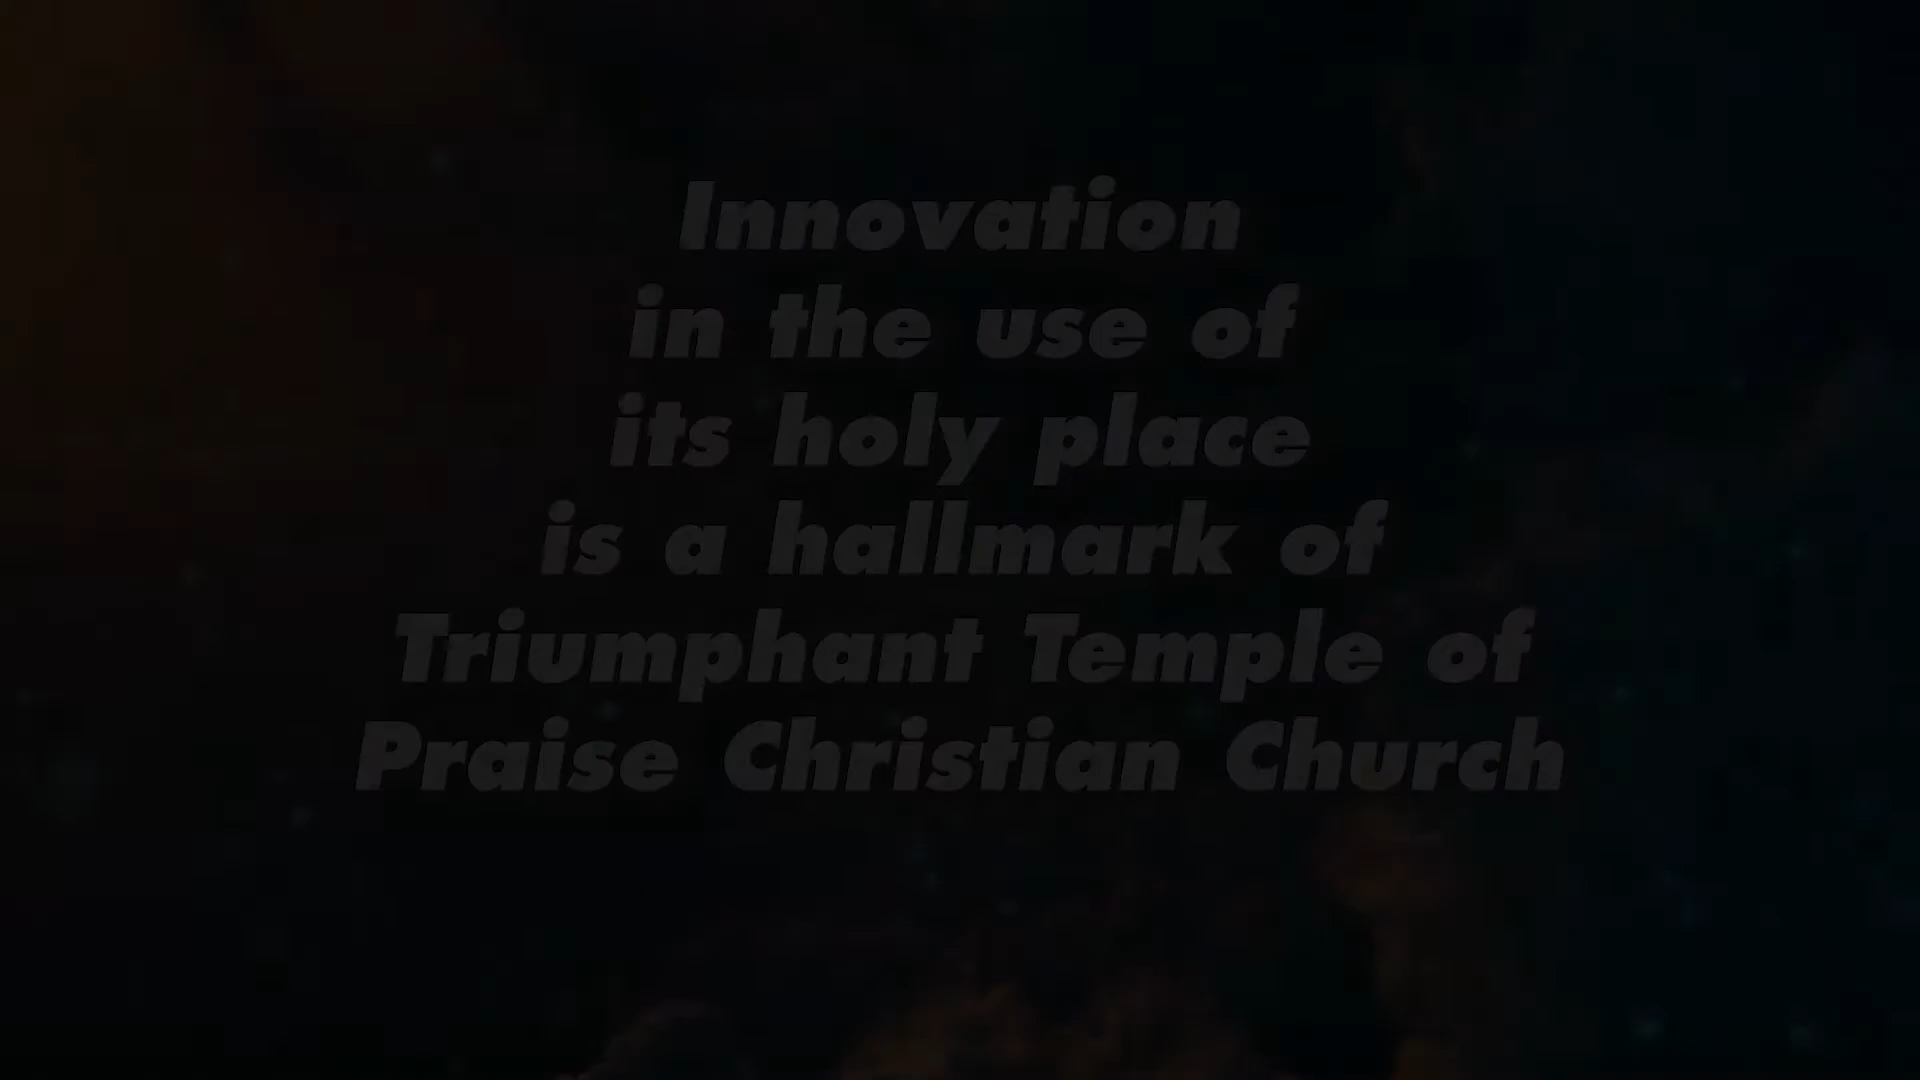 Innovation
in the use of
its holy place
is a hallmark of
Triumphant Temple of
Praise Christian Church